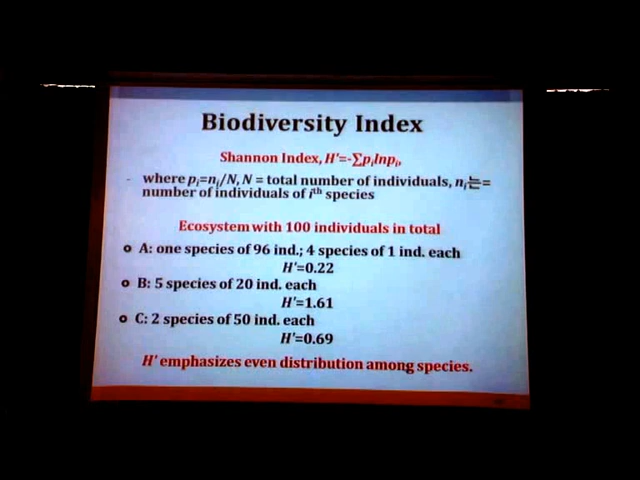 Biodiversity Index
Shannon Index, H'=-∑pᵢlnpᵢ,
- where pᵢ=nᵢ/N, N = total number of individuals, nᵢ는=
number of individuals of iᵗʰ species
Ecosystem with 100 individuals in total
A: one species of 96 ind.; 4 species of 1 ind. each
H'=0.22
B: 5 species of 20 ind. each
H'=1.61
C: 2 species of 50 ind. each
H'=0.69
H' emphasizes even distribution among species.